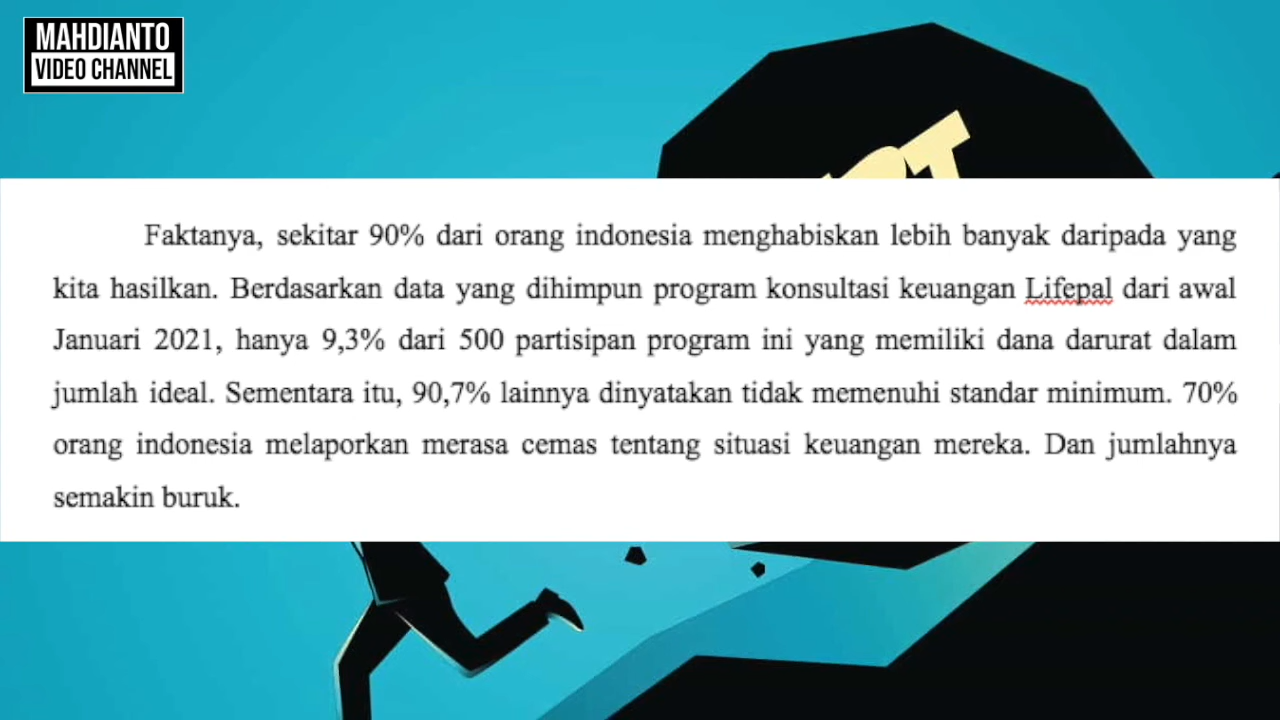 MAHDIANTO
VIDEO CHANNEL
Faktanya, sekitar 90% dari orang indonesia menghabiskan lebih banyak daripada yang
kita hasilkan. Berdasarkan data yang dihimpun program konsultasi keuangan Lifepal dari awal
Januari 2021, hanya 9,3% dari 500 partisipan program ini yang memiliki dana darurat dalam
jumlah ideal. Sementara itu, 90,7% lainnya dinyatakan tidak memenuhi standar minimum. 70%
orang indonesia melaporkan merasa cemas tentang situasi keuangan mereka. Dan jumlahnya
semakin buruk.